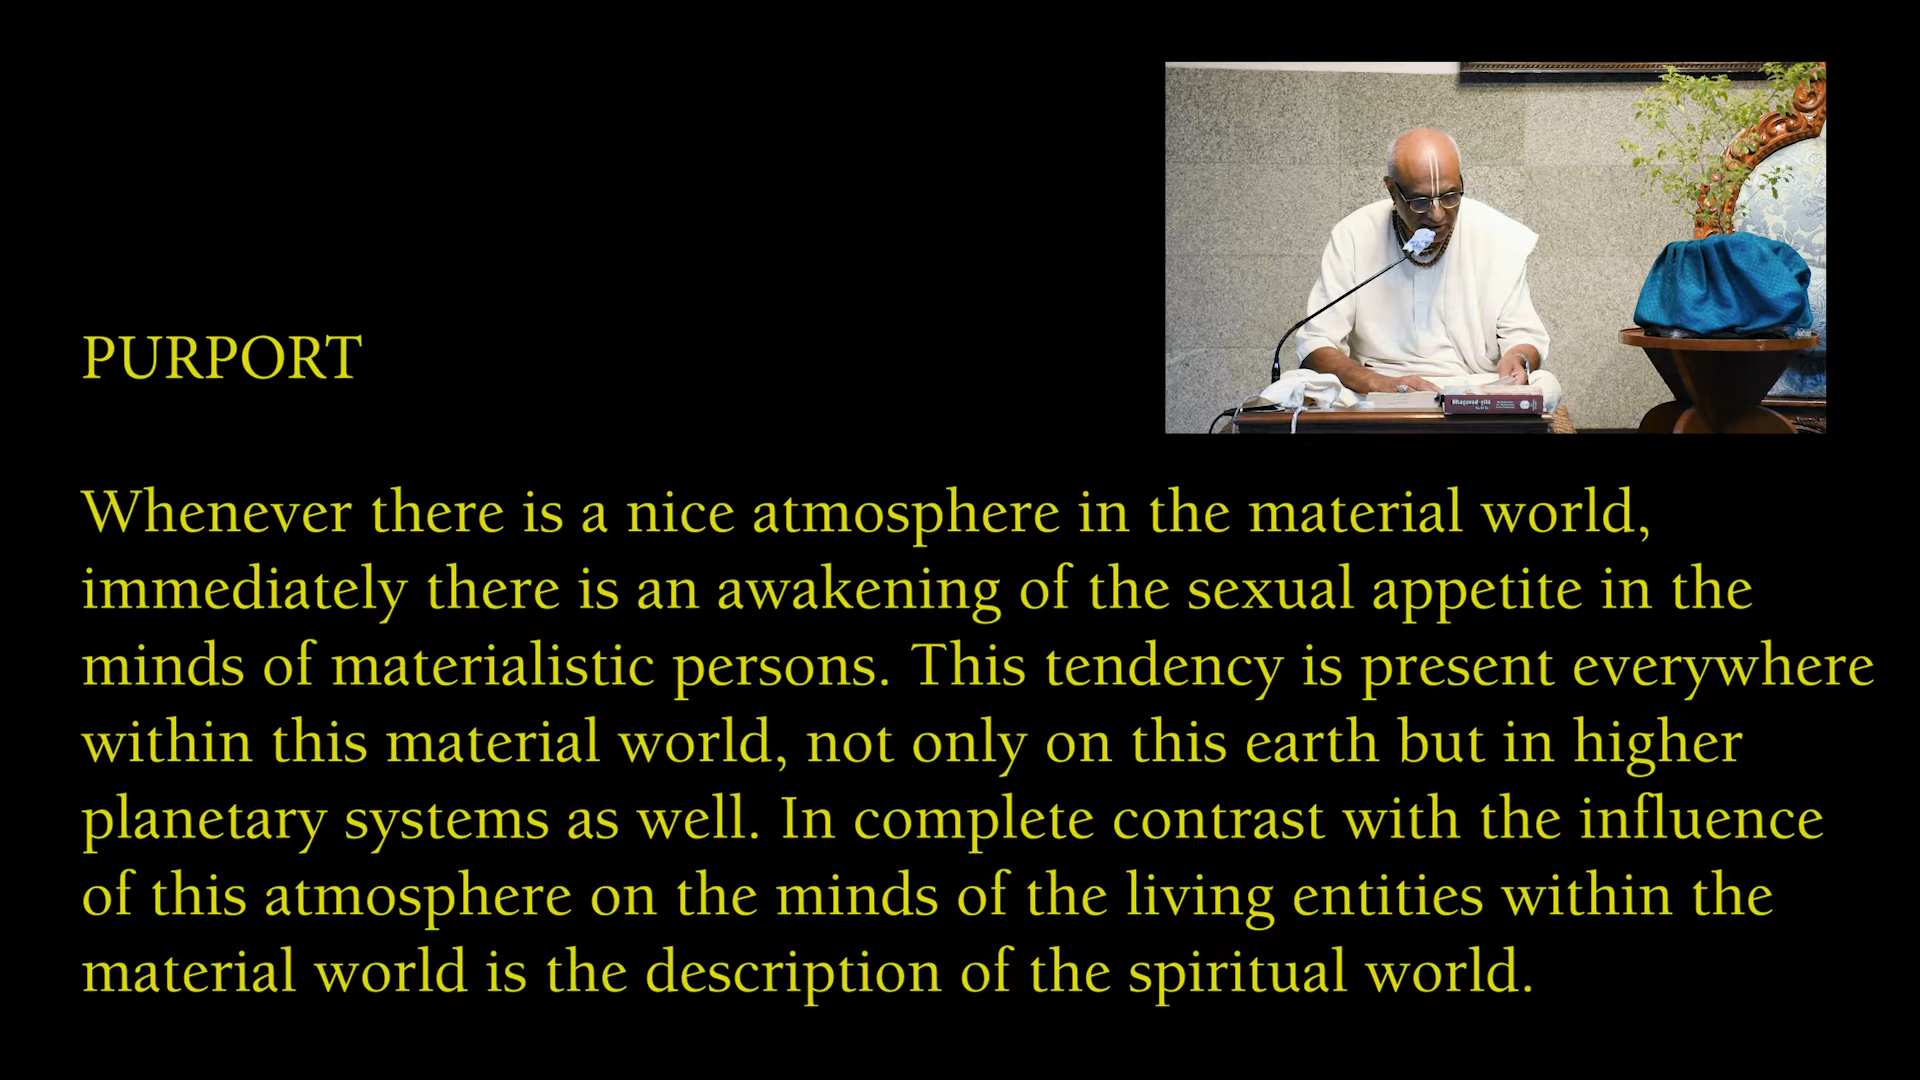 PURPORT
Whenever there is a nice atmosphere in the material world,
immediately there is an awakening of the sexual appetite in the
minds of materialistic persons. This tendency is present everywhere
within this material world, not only on this earth but in higher
planetary systems as well. In complete contrast with the influence
of this atmosphere on the minds of the living entities within the
material world is the description of the spiritual world.
Bhagavad-gītā